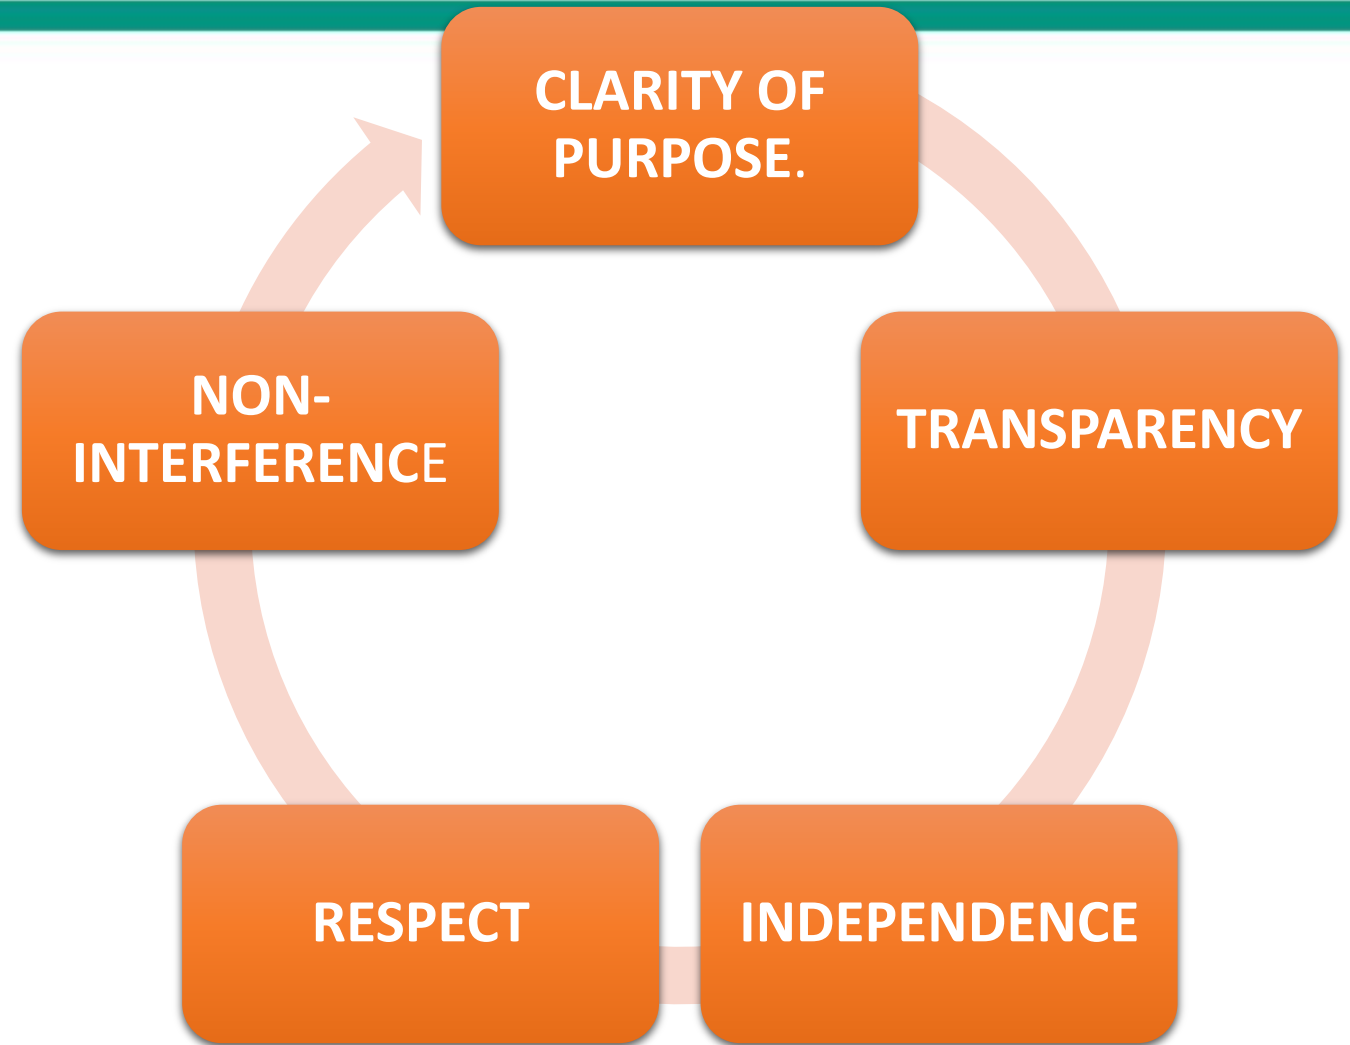 CLARITY OF
PURPOSE.
TRANSPARENCY
INDEPENDENCE
RESPECT
NON-
INTERFERENCE